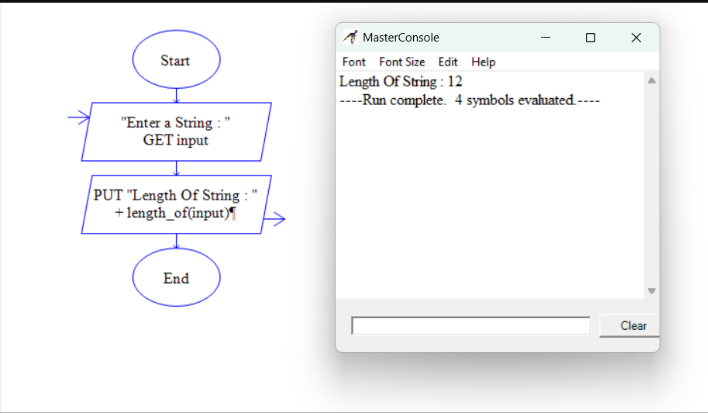 Start
"Enter a String : "
GET input
PUT "Length Of String : "
+ length_of(input)¶
End
MasterConsole
Font Font Size Edit Help
Length Of String : 12
----Run complete.  4 symbols evaluated.----
Clear